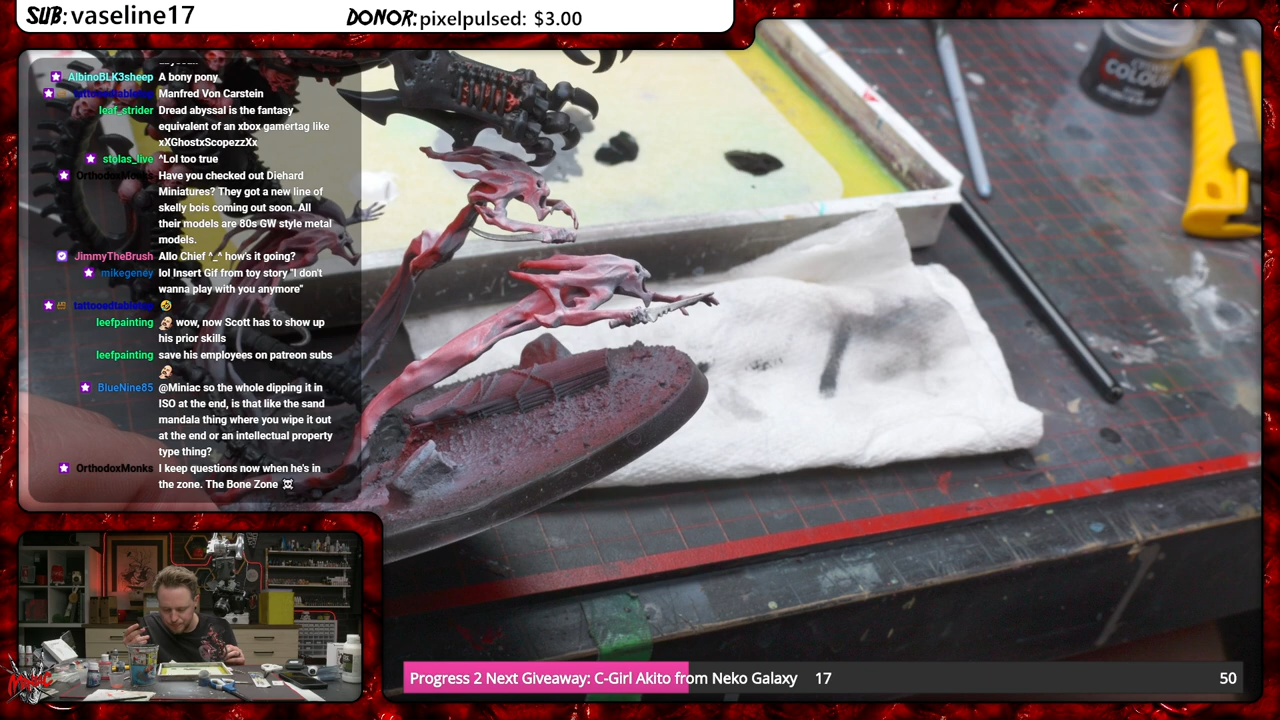 SUB: vaseline17
DONOR: pixelpulsed: $3.00
AlbinoBLK3sheep A bony pony
Manfred Von Carstein
leaf_strider Dread abyssal is the fantasy
equivalent of an xbox gamertag like
xXGhostxScopezzXx
stolas_live ^Lol too true
OrthodoxMonks Have you checked out Diehard
Miniatures? They got a new line of
skelly bois coming out soon. All
their models are 80s GW style metal
models.
JimmyTheBrush Allo Chief ^_^ how's it going?
mikegeney lol Insert Gif from toy story "I don't
wanna play with you anymore"
tattooedtabletop 🤣
leefpainting wow, now Scott has to show up
his prior skills
leefpainting save his employees on patreon subs
BlueNine85 @Miniac so the whole dipping it in
ISO at the end, is that like the sand
mandala thing where you wipe it out
at the end or an intellectual property
type thing?
OrthodoxMonks I keep questions now when he's in
the zone. The Bone Zone ☠
COLOUR
Progress 2 Next Giveaway: C-Girl Akito from Neko Galaxy 17 50